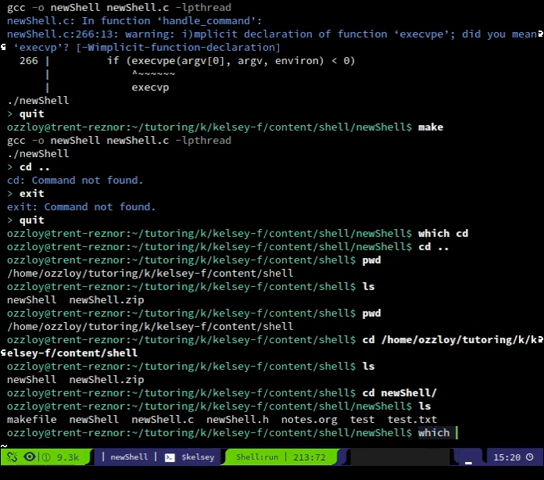 gcc -o newShell newShell.c -lpthread
newShell.c: In function ‘handle_command’:
newShell.c:266:13: warning: i)mplicit declaration of function ‘execvpe’; did you mean
‘execvp’? [-Wimplicit-function-declaration]
266 | if (execvpe(argv[0], argv, environ) < 0)
| ^~~~~~~
| execvp
./newShell
> quit
ozzloy@trent-reznor:~/tutoring/k/kelsey-f/content/shell/newShell$ make
gcc -o newShell newShell.c -lpthread
./newShell
> cd ..
cd: Command not found.
> exit
exit: Command not found.
> quit
ozzloy@trent-reznor:~/tutoring/k/kelsey-f/content/shell/newShell$ which cd
ozzloy@trent-reznor:~/tutoring/k/kelsey-f/content/shell/newShell$ cd ..
ozzloy@trent-reznor:~/tutoring/k/kelsey-f/content/shell$ pwd
/home/ozzloy/tutoring/k/kelsey-f/content/shell
ozzloy@trent-reznor:~/tutoring/k/kelsey-f/content/shell$ ls
newShell newShell.zip
ozzloy@trent-reznor:~/tutoring/k/kelsey-f/content/shell$ pwd
/home/ozzloy/tutoring/k/kelsey-f/content/shell
ozzloy@trent-reznor:~/tutoring/k/kelsey-f/content/shell$ cd /home/ozzloy/tutoring/k/k
elsey-f/content/shell
ozzloy@trent-reznor:~/tutoring/k/kelsey-f/content/shell$ ls
newShell newShell.zip
ozzloy@trent-reznor:~/tutoring/k/kelsey-f/content/shell$ cd newShell/
ozzloy@trent-reznor:~/tutoring/k/kelsey-f/content/shell/newShell$ ls
makefile newShell newShell.c newShell.h notes.org test test.txt
ozzloy@trent-reznor:~/tutoring/k/kelsey-f/content/shell/newShell$ which
~
9.3k | newShell | $kelsey Shell:run | 213:72 15:20